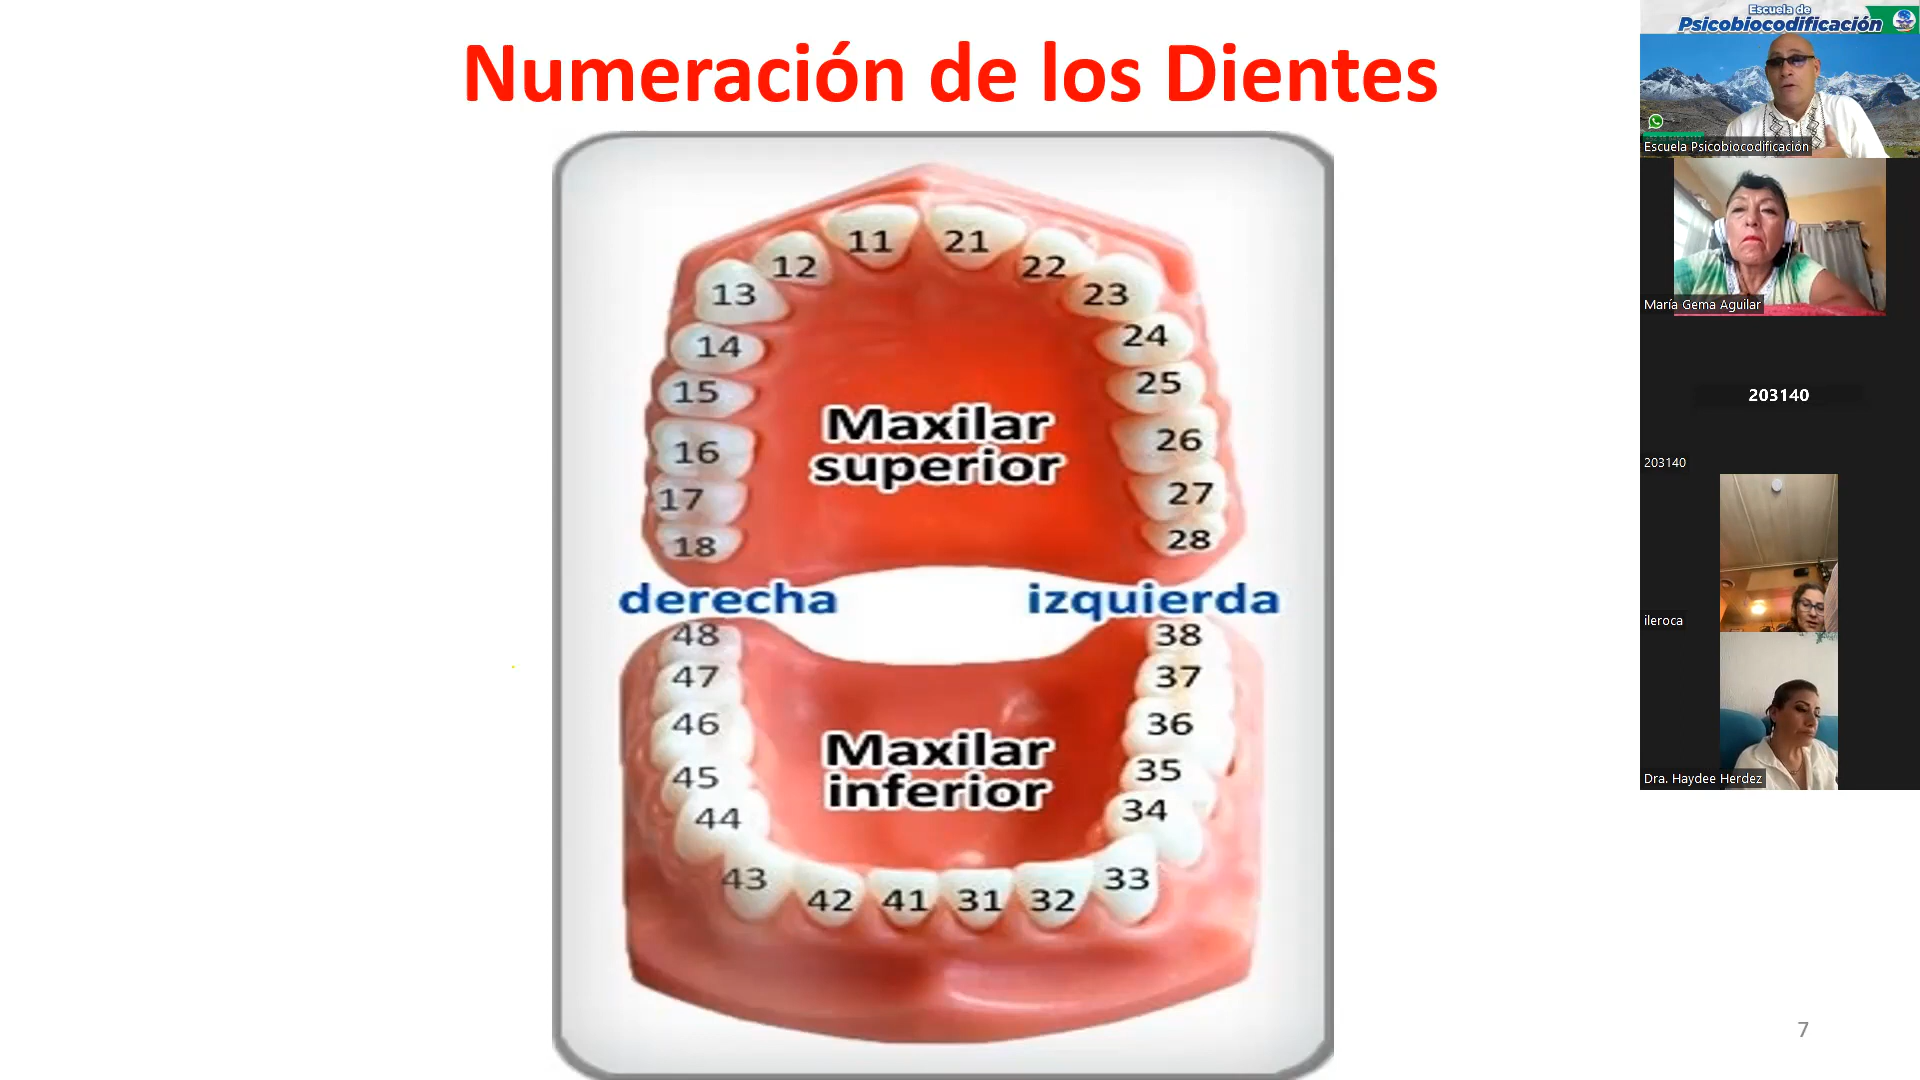 Numeración de los Dientes
11 21
12 22
13 23
14 24
15 25
16 26
17 27
18 28
Maxilar
superior
derecha izquierda
48 38
47 37
46 36
45 35
44 34
43 33
42 41 31 32
Maxilar
inferior
7
Escuela de
Psicobiocodificación
Escuela Psicobiocodificación
María Gema Aguilar
203140
203140
ileroca
Dra. Haydee Herdez